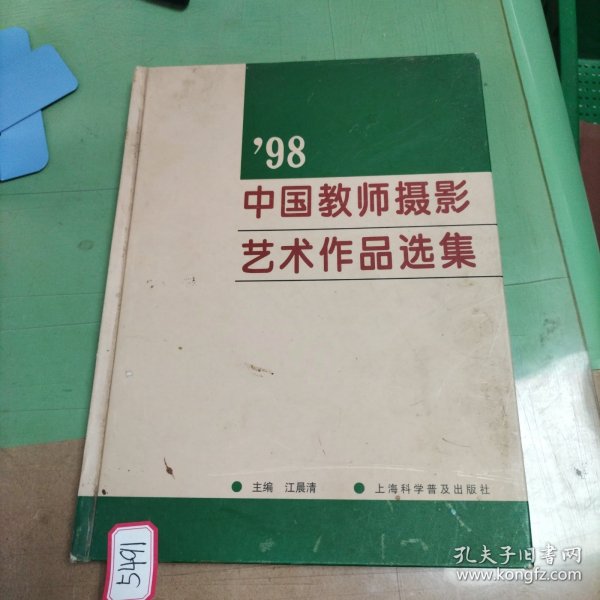 '98
中国教师摄影
艺术作品选集
● 主编 江晨清 ● 上海科学普及出版社
5491
孔夫子旧书网
www.kongfz.com